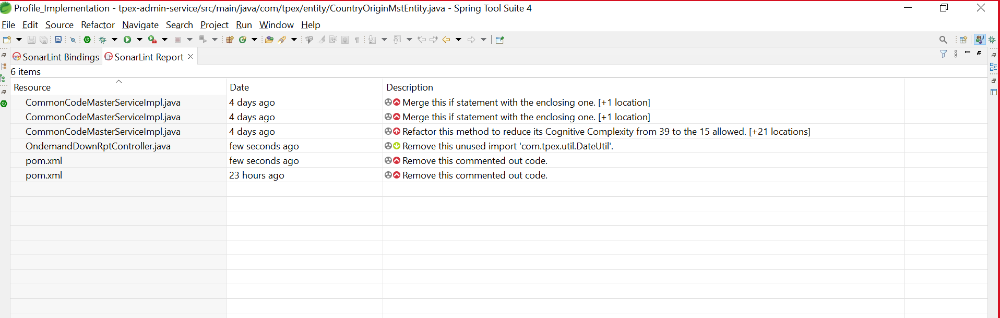 Profile_Implementation - tpex-admin-service/src/main/java/com/tpex/entity/CountryOriginMstEntity.java - Spring Tool Suite 4
File Edit Source Refactor Navigate Search Project Run Window Help
SonarLint Bindings SonarLint Report
6 items
Resource Date Description
CommonCodeMasterServiceImpl.java 4 days ago Merge this if statement with the enclosing one. [+1 location]
CommonCodeMasterServiceImpl.java 4 days ago Merge this if statement with the enclosing one. [+1 location]
CommonCodeMasterServiceImpl.java 4 days ago Refactor this method to reduce its Cognitive Complexity from 39 to the 15 allowed. [+21 locations]
OndemandDownRptController.java few seconds ago Remove this unused import 'com.tpex.util.DateUtil'.
pom.xml few seconds ago Remove this commented out code.
pom.xml 23 hours ago Remove this commented out code.